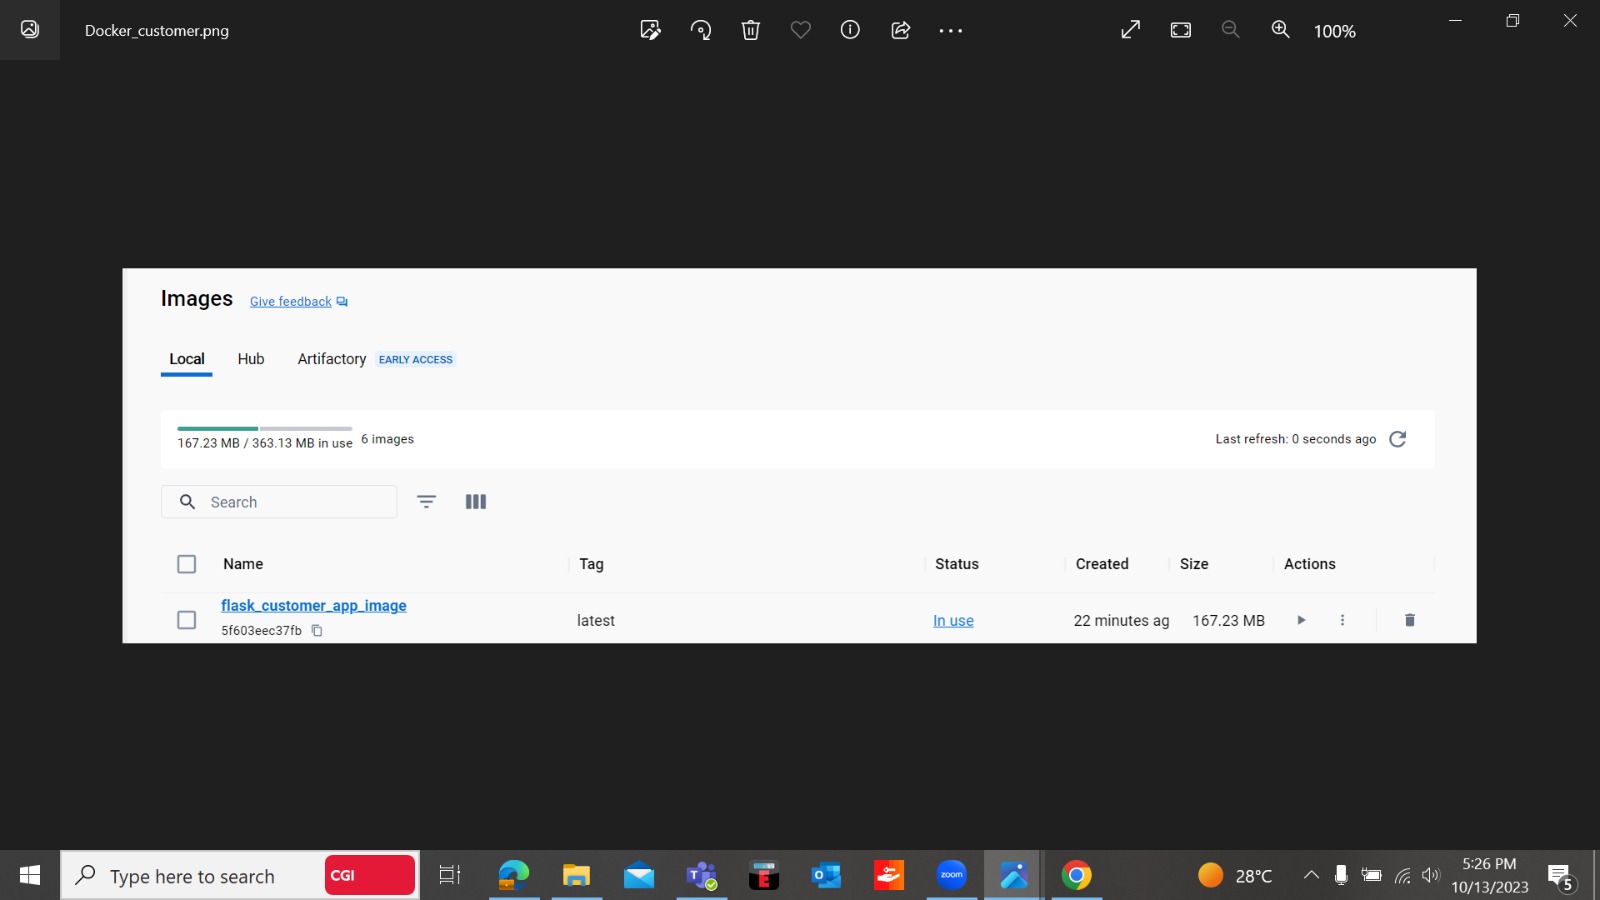 Docker_customer.png
100%
Images Give feedback
Local Hub Artifactory EARLY ACCESS
167.23 MB / 363.13 MB in use 6 images Last refresh: 0 seconds ago
Search
Name Tag Status Created Size Actions
flask_customer_app_image
5f603eec37fb
latest In use 22 minutes ag 167.23 MB
Type here to search CGI
T
E
O
zoom
28°C
5:26 PM
10/13/2023
5